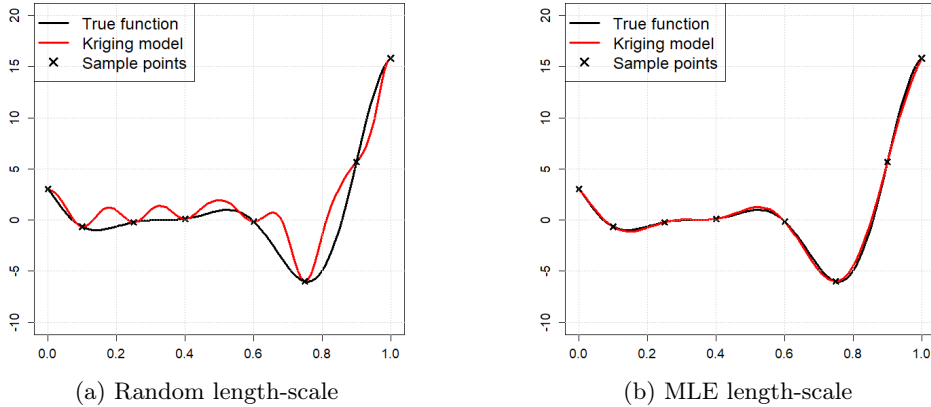 True function
Kriging model
Sample points
20
15
10
5
0
-5
-10
0.0 0.2 0.4 0.6 0.8 1.0
(a) Random length-scale
True function
Kriging model
Sample points
20
15
10
5
0
-5
-10
0.0 0.2 0.4 0.6 0.8 1.0
(b) MLE length-scale